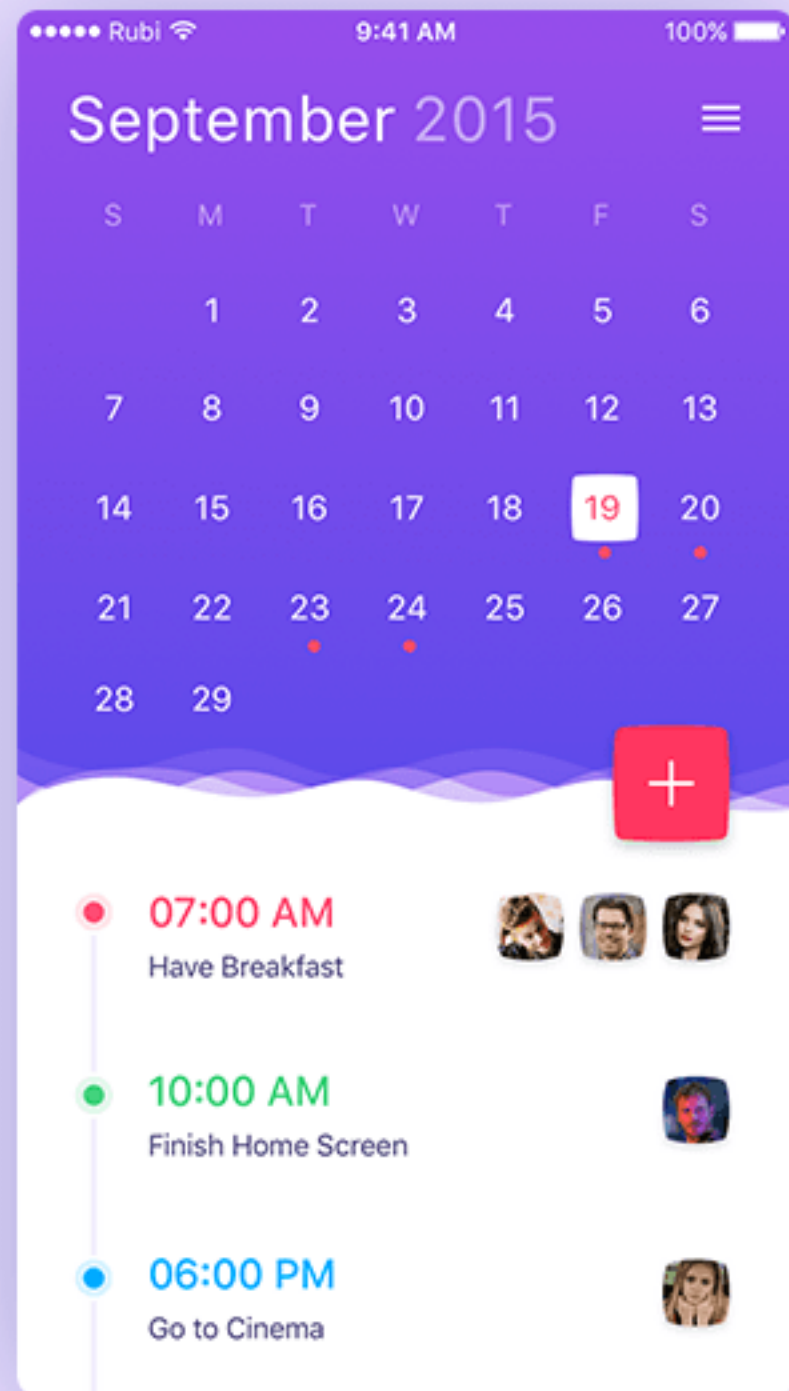 Rubi 9:41 AM 100%
September 2015
S M T W T F S
1 2 3 4 5 6
7 8 9 10 11 12 13
14 15 16 17 18 19 20
21 22 23 24 25 26 27
28 29
07:00 AM
Have Breakfast
10:00 AM
Finish Home Screen
06:00 PM
Go to Cinema